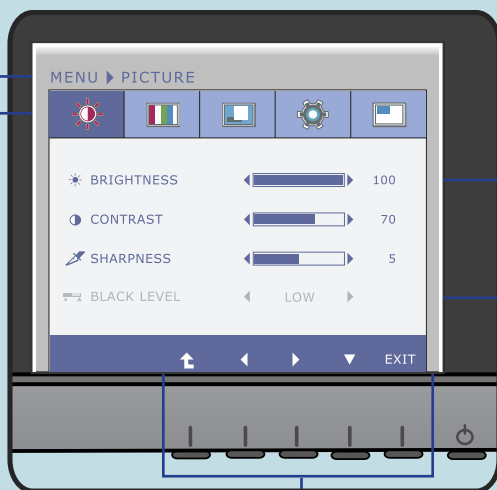 MENU PICTURE
BRIGHTNESS 100
CONTRAST 70
SHARPNESS 5
BLACK LEVEL LOW
EXIT